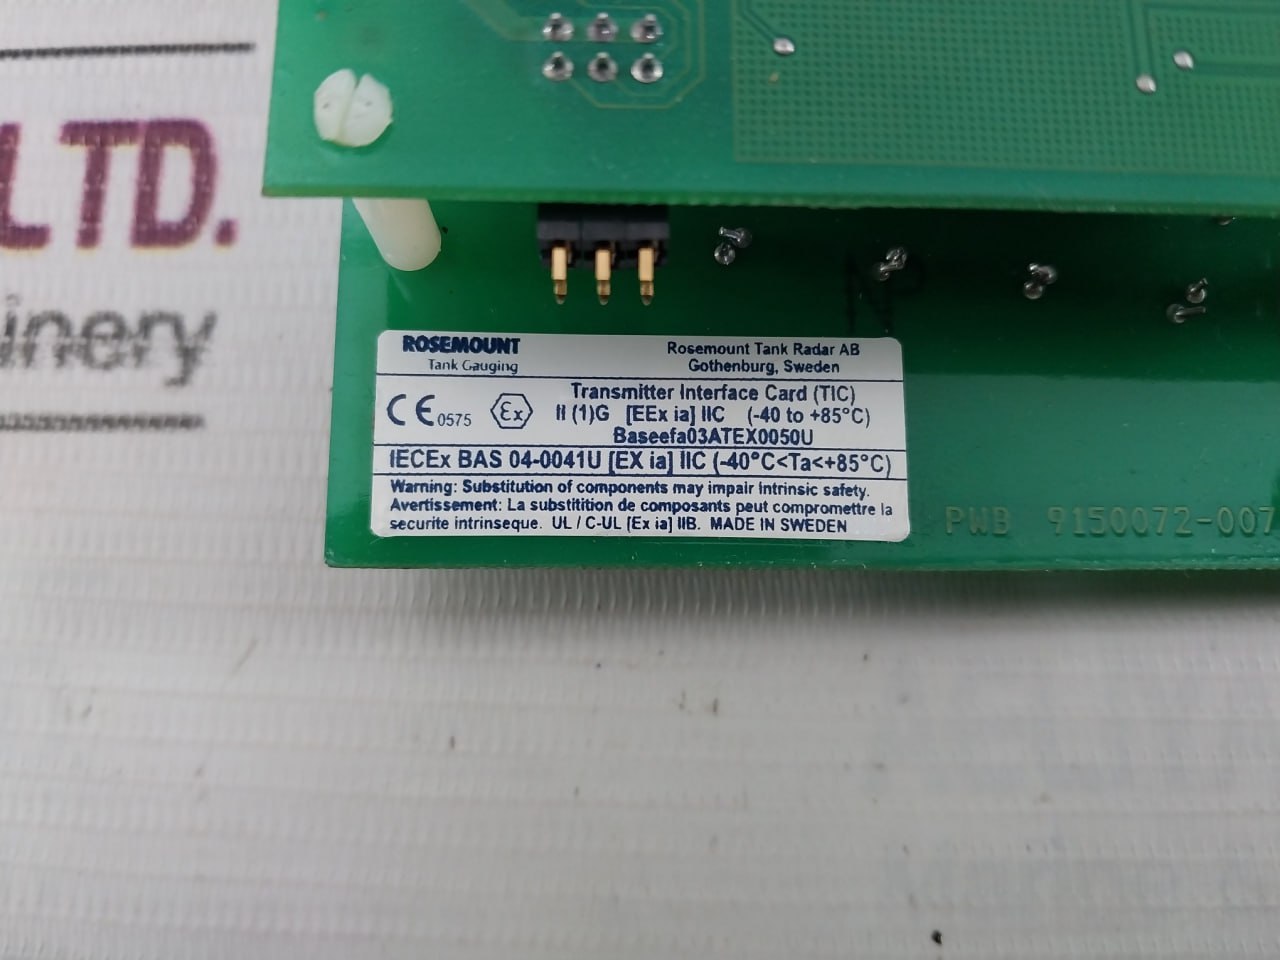 LTD.
inery
NP
ROSEMOUNT
Tank Gauging
Rosemount Tank Radar AB
Gothenburg, Sweden
CE 0575 Ex
Transmitter Interface Card (TIC)
II (1)G [EEx ia] IIC (-40 to +85°C)
Baseefa03ATEX0050U
IECEx BAS 04-0041U [EX ia] IIC (-40°C<Ta<+85°C)
Warning: Substitution of components may impair Intrinsic safety.
Avertissement: La substitition de composants peut compromettre la
securite intrinseque. UL / C-UL [Ex ia] IIB. MADE IN SWEDEN
PWB 9150072-007